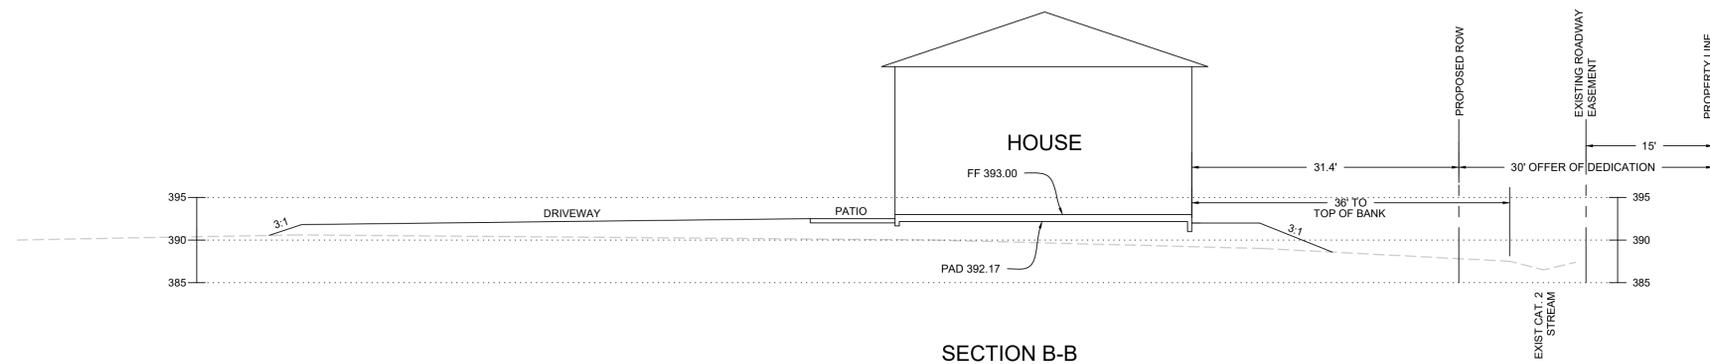 PROPOSED ROW
EXISTING ROADWAY
EASEMENT
PROPERTY LINE
HOUSE
15'
31.4'
30' OFFER OF DEDICATION
FF 393.00
395
395
36' TO
TOP OF BANK
3:1
DRIVEWAY
PATIO
3:1
390
390
PAD 392.17
385
385
EXIST CAT. 2
STREAM
SECTION B-B